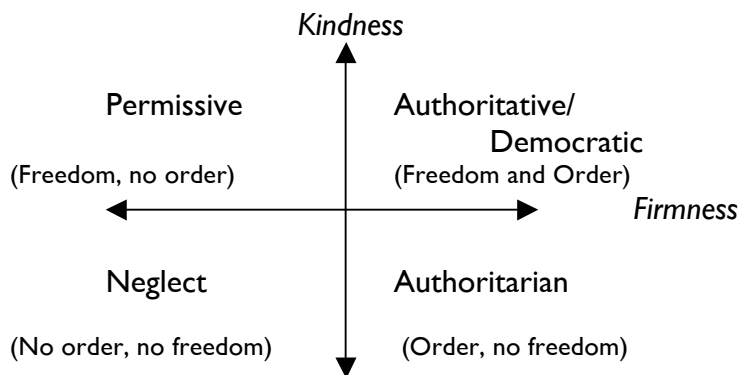 Kindness
Permissive Authoritative/
Democratic
(Freedom, no order) (Freedom and Order)
Firmness
Neglect Authoritarian
(No order, no freedom) (Order, no freedom)